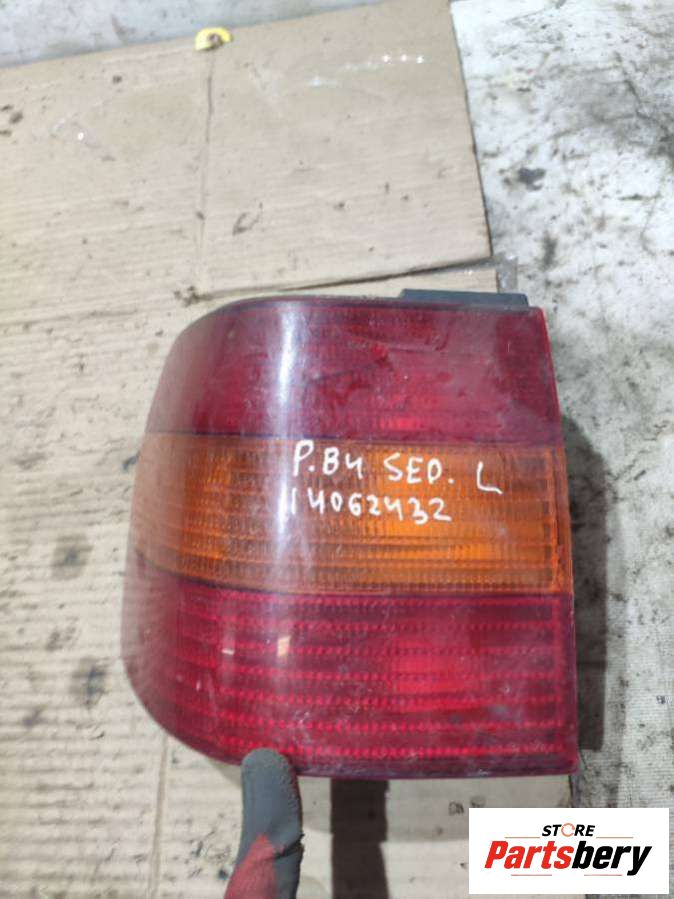 P.B4 SED. L
14062432
STORE
Partsbery